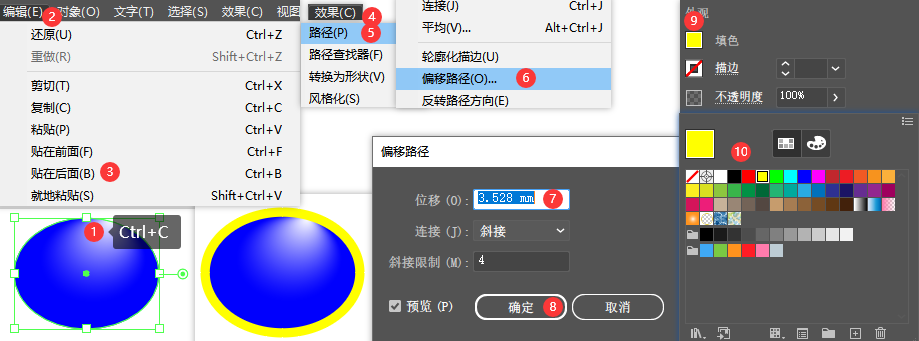 编辑(E) 2 对象(O) 文字(T) 选择(S) 效果(C) 视图
还原(U) Ctrl+Z
重做(R) Shift+Ctrl+Z
剪切(T) Ctrl+X
复制(C) Ctrl+C
粘贴(P) Ctrl+V
贴在前面(F) Ctrl+F
贴在后面(B) 3 Ctrl+B
就地粘贴(S) Shift+Ctrl+V
1 Ctrl+C
效果(C) 4
路径(P) 5
路径查找器(F)
转换为形状(V)
风格化(S)
连接(J) Ctrl+J
平均(V)... Alt+Ctrl+J
轮廓化描边(U)
偏移路径(O)... 6
反转路径方向(E)
偏移路径
位移 (O): 3.528 mm 7
连接 (J): 斜接
斜接限制 (M): 4
预览 (P) 确定 8 取消
外观
9
填色
描边
不透明度 100%
10